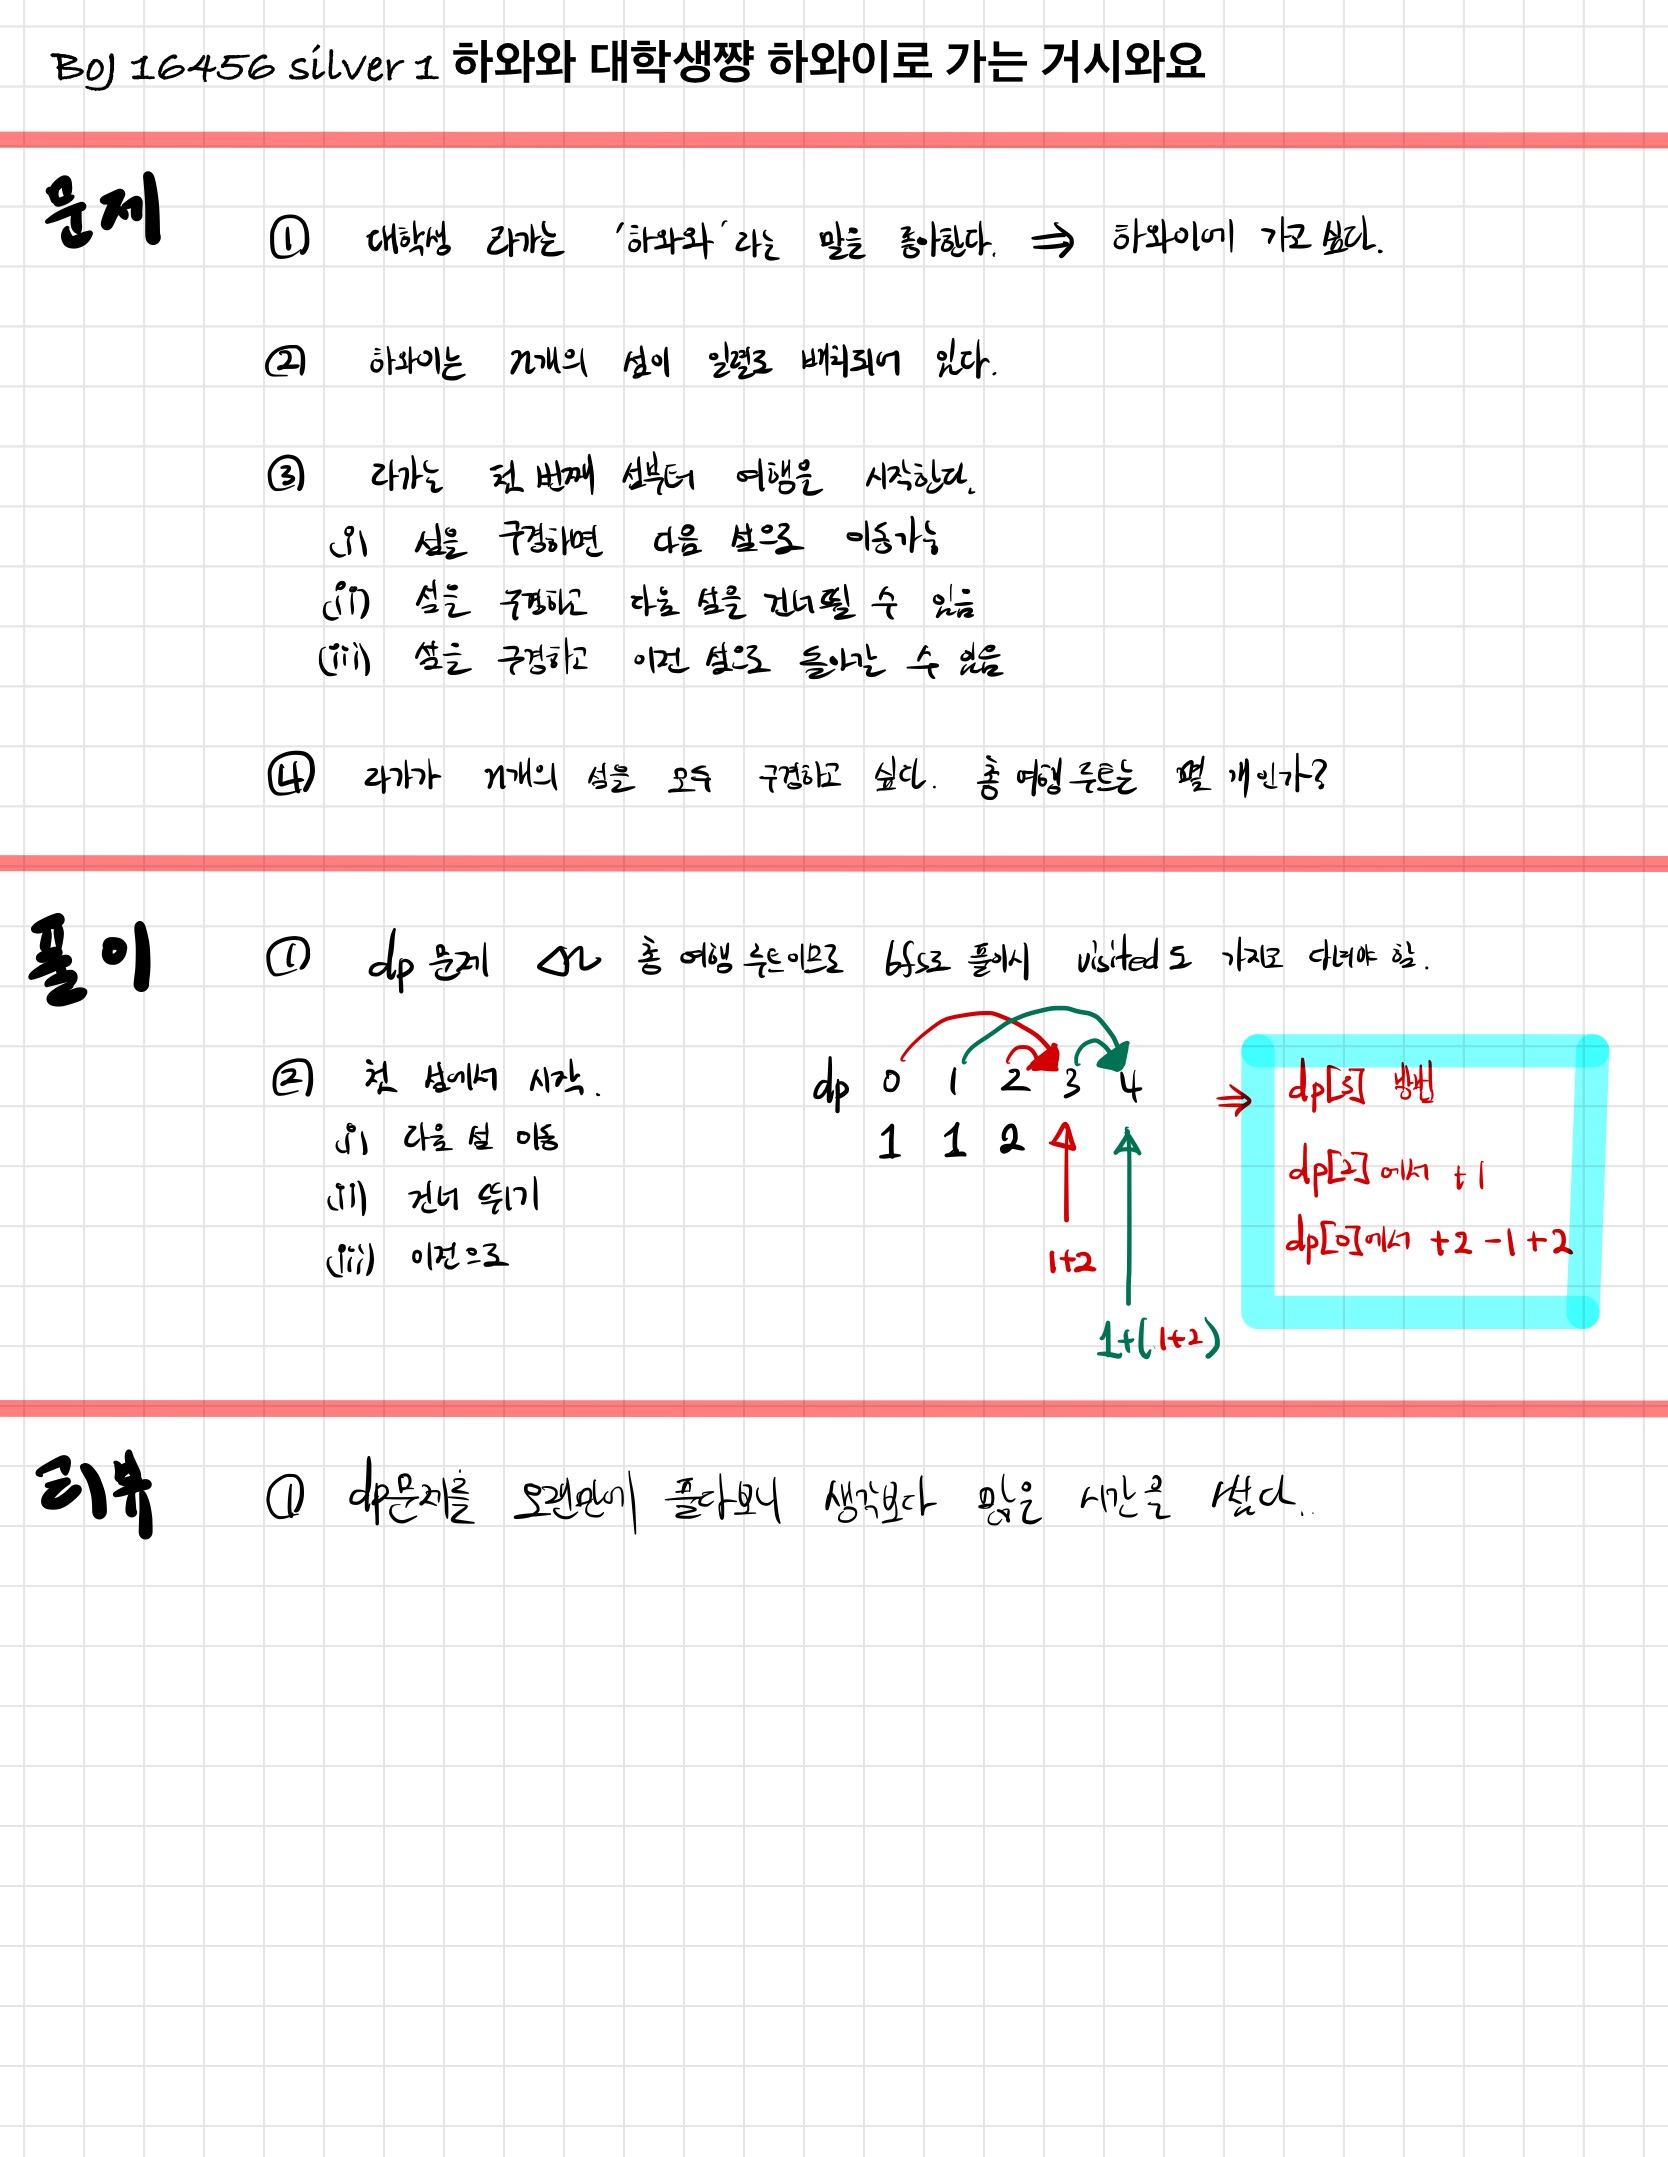 BOJ 16456 silver 1 하와와 대학생쨩 하와이로 가는 거시와요
문제
① 대학생 라가는 '하와와'라는 말을 좋아한다. ⇒ 하와이에 가고 싶다.
② 하와이는 n개의 섬이 일렬로 배치되어 있다.
③ 라가는 첫 번째 섬부터 여행을 시작한다.
(i) 섬을 구경하면 다음 섬으로 이동가능
(ii) 섬을 구경하고 다음 섬을 건너뛸 수 있음
(iii) 섬을 구경하고 이전 섬으로 돌아갈 수 있음
④ 라가가 n개의 섬을 모두 구경하고 싶다. 총 여행 루트는 몇 개인가?
풀이
① dp 문제 총 여행 루트이므로 bfs로 풀이시 visited도 가지고 다녀야 함.
② 첫 섬에서 시작.
(i) 다음 섬 이동
(ii) 건너 뛰기
(iii) 이전으로
dp 0 1 2 3 4
1 1 2
1+2
1+(1+2)
⇒ dp[3] 방법
dp[2]에서 +1
dp[0]에서 +2 -1 +2
리뷰
① dp문제를 오랜만에 풀다보니 생각보다 많은 시간을 썼다.